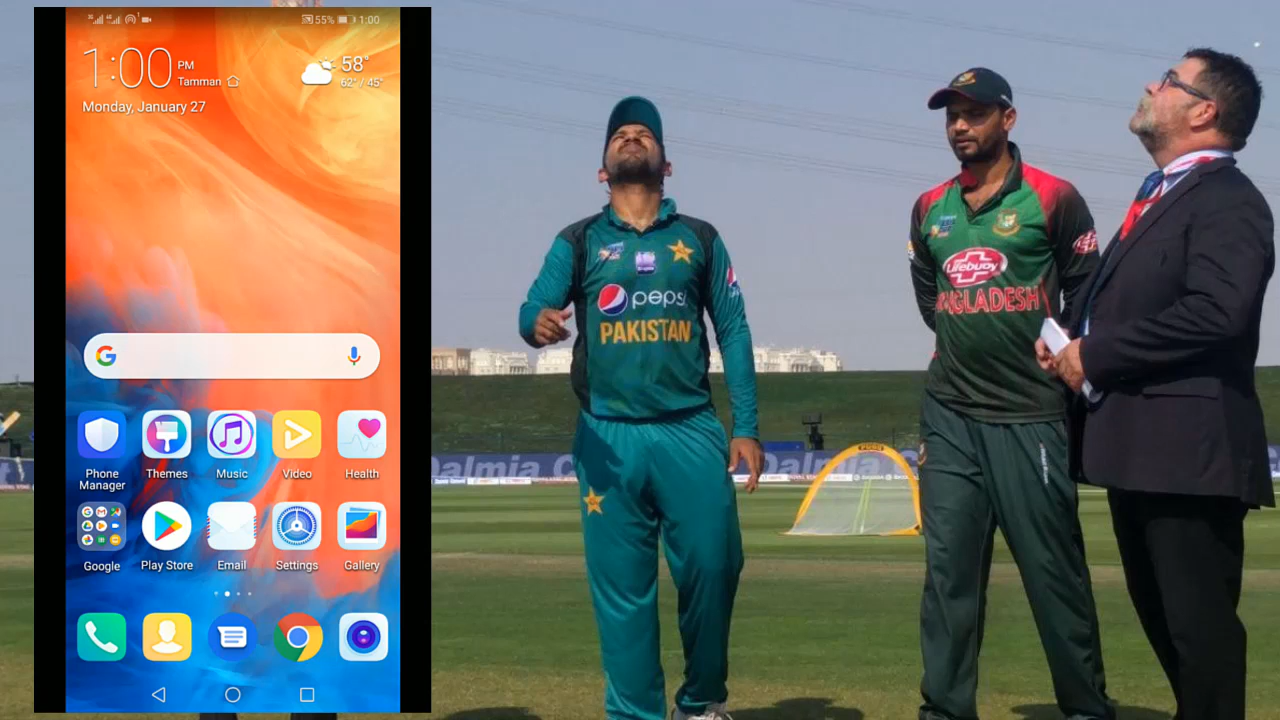 55%
1:00
1:00 PM
Tamman
58°
62° / 45°
Monday, January 27
Phone Manager
Themes
Music
Video
Health
Google
Play Store
Email
Settings
Gallery
pepsi
PAKISTAN
Lifebuoy
BANGLADESH
Dalmia C
Dalmia C